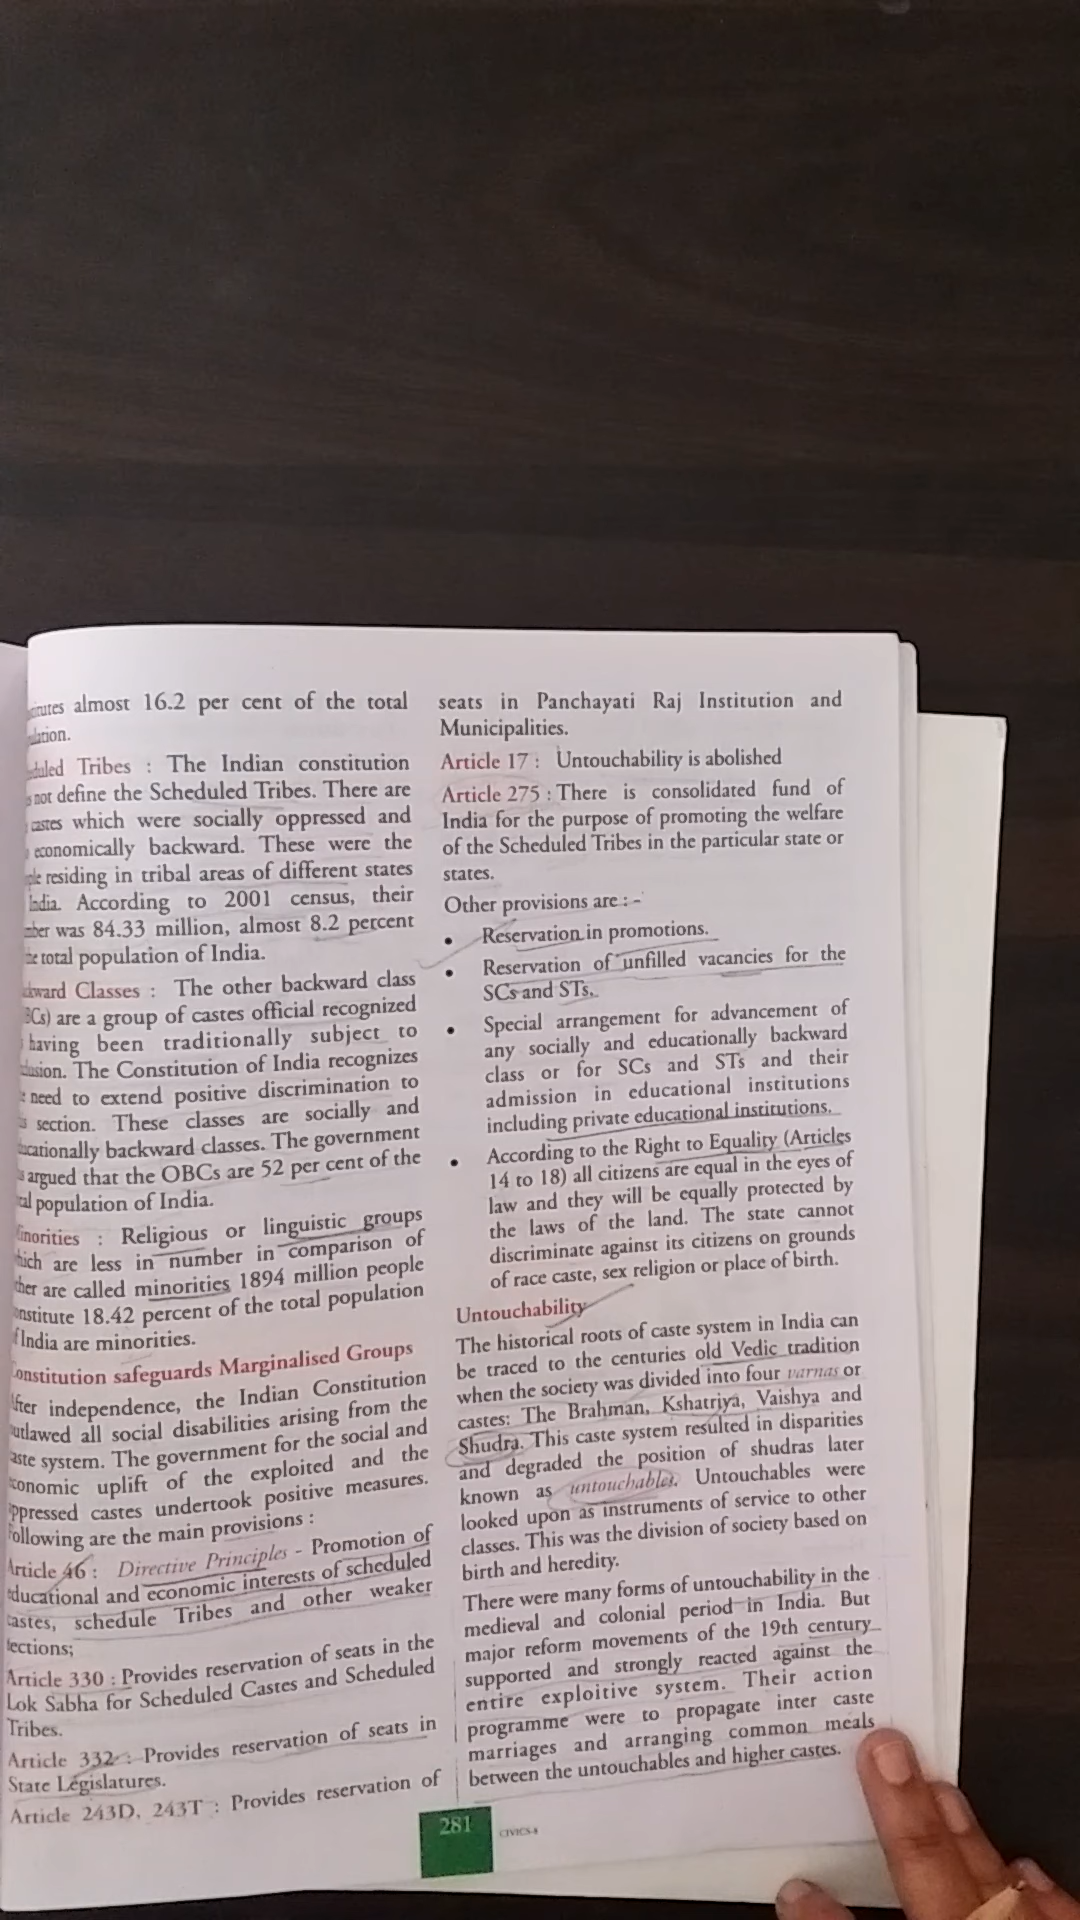 almost 16.2 per cent of the total
Tribes : The Indian constitution
not define the Scheduled Tribes. There are
castes which were socially oppressed and
economically backward. These were the
residing in tribal areas of different states
India. According to 2001 census, their
was 84.33 million, almost 8.2 percent
total population of India.
Classes : The other backward class
are a group of castes official recognized
having been traditionally subject to
The Constitution of India recognizes
need to extend positive discrimination to
section. These classes are socially and
backward classes. The government
argued that the OBCs are 52 per cent of the
population of India.
: Religious or linguistic groups
are less in number in comparison of
are called minorities 1894 million people
18.42 percent of the total population
India are minorities.
safeguards Marginalised Groups
independence, the Indian Constitution
all social disabilities arising from the
system. The government for the social and
uplift of the exploited and the
castes undertook positive measures.
are the main provisions :
Article 46 : Directive Principles - Promotion of
educational and economic interests of scheduled
castes, schedule Tribes and other weaker
Article 330 : Provides reservation of seats in the
Lok Sabha for Scheduled Castes and Scheduled
Tribes.
Article 332 : Provides reservation of seats in
State Legislatures.
Article 243D, 243T : Provides reservation of
seats in Panchayati Raj Institution and
Municipalities.
Article 17 : Untouchability is abolished
Article 275 : There is consolidated fund of
India for the purpose of promoting the welfare
of the Scheduled Tribes in the particular state or
states.
Other provisions are : -
• Reservation in promotions.
• Reservation of unfilled vacancies for the
SCs and STs.
• Special arrangement for advancement of
any socially and educationally backward
class or for SCs and STs and their
admission in educational institutions
including private educational institutions.
• According to the Right to Equality (Articles
14 to 18) all citizens are equal in the eyes of
law and they will be equally protected by
the laws of the land. The state cannot
discriminate against its citizens on grounds
of race caste, sex religion or place of birth.
Untouchability
The historical roots of caste system in India can
be traced to the centuries old Vedic tradition
when the society was divided into four varnas or
castes: The Brahman, Kshatriya, Vaishya and
Shudra. This caste system resulted in disparities
and degraded the position of shudras later
known as untouchables. Untouchables were
looked upon as instruments of service to other
classes. This was the division of society based on
birth and heredity.
There were many forms of untouchability in the
medieval and colonial period in India. But
major reform movements of the 19th century
supported and strongly reacted against the
entire exploitive system. Their action
programme were to propagate inter caste
marriages and arranging common meals
between the untouchables and higher castes.
281
CIVICS-8